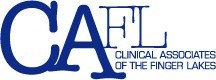 CAFL
CLINICAL ASSOCIATES
OF THE FINGER LAKES